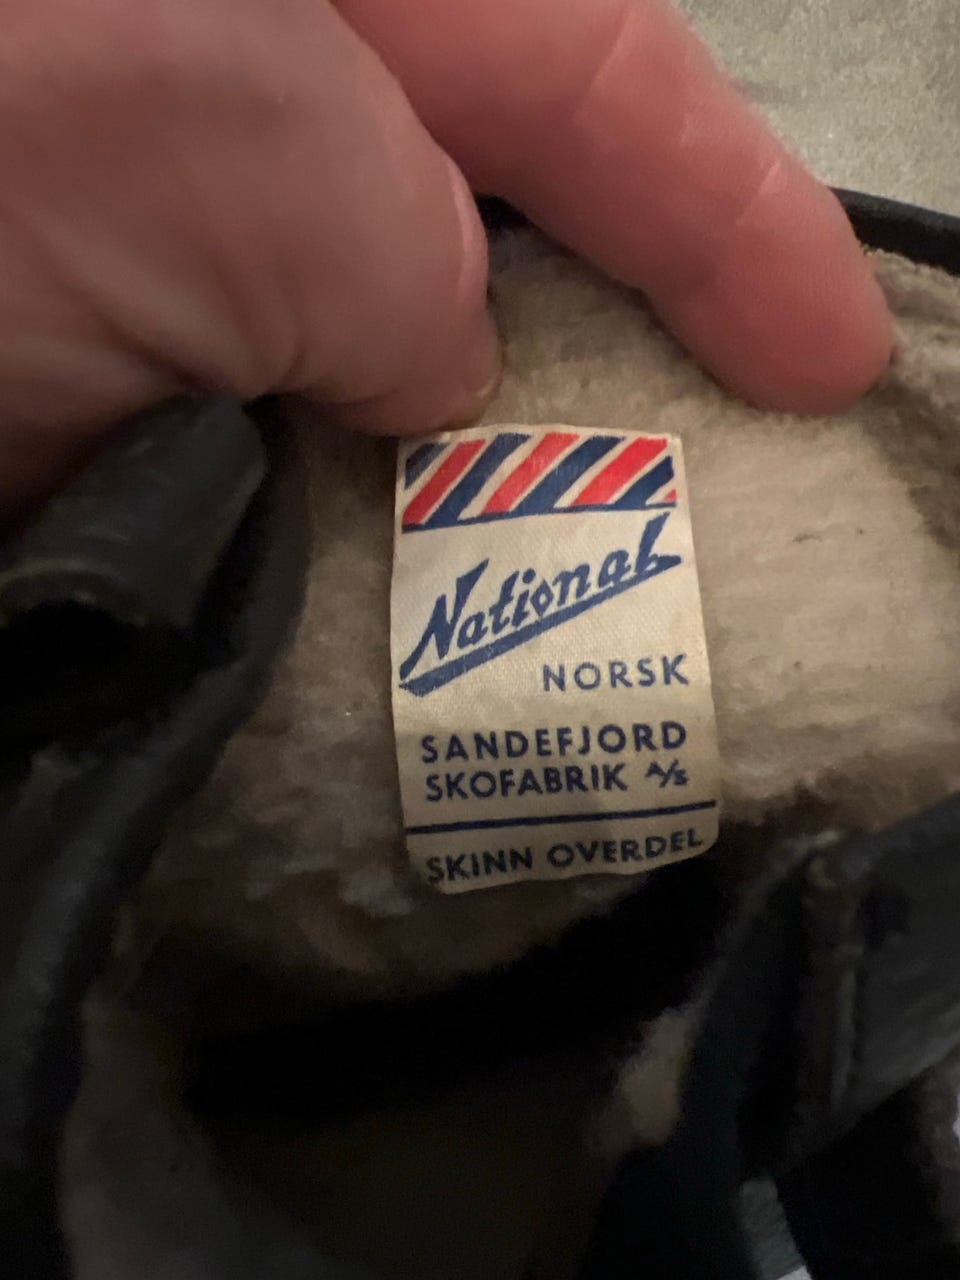 National
NORSK
SANDEFJORD
SKOFABRIK A/S
SKINN OVERDEL